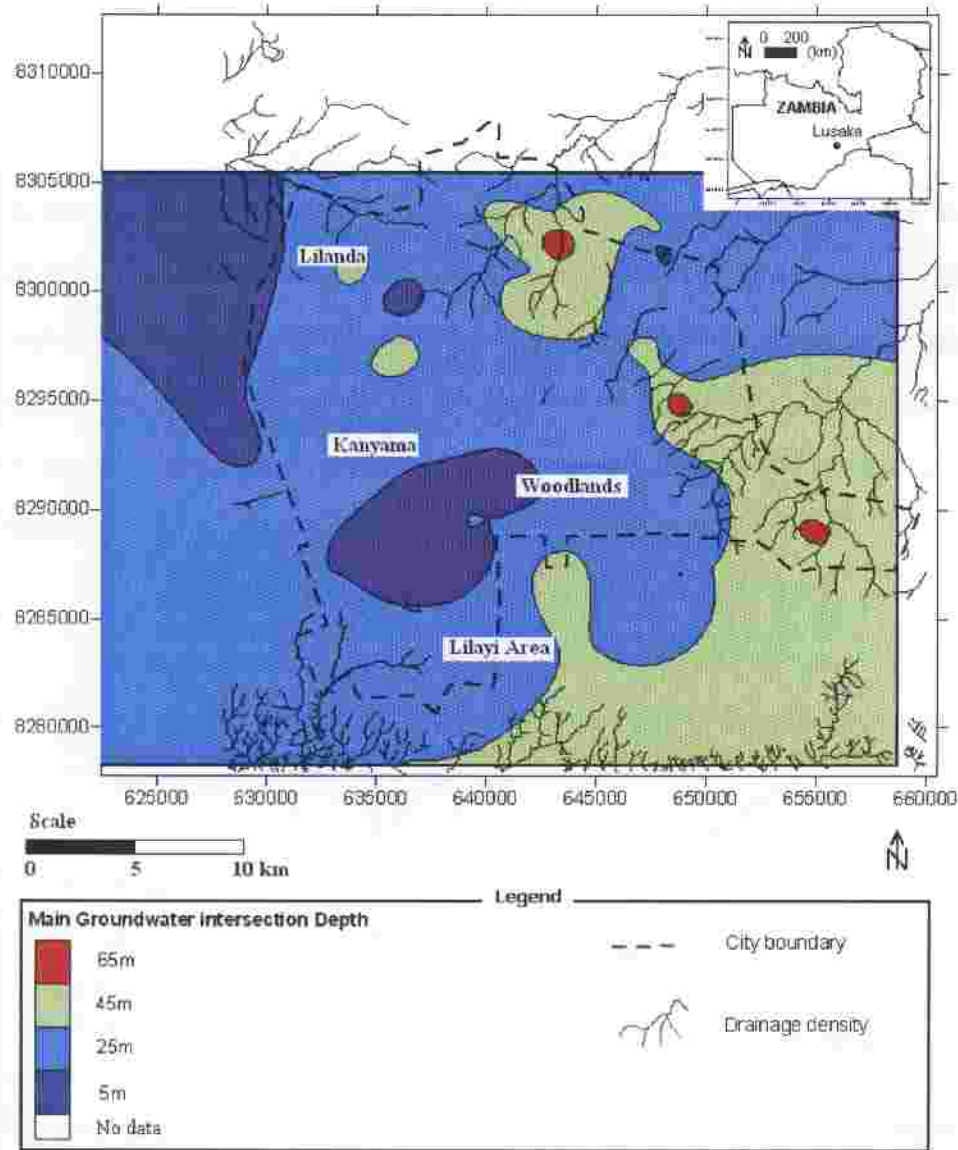 0 200
N (km)
ZAMBIA
Lusaka
8310000
8305000
8300000
8295000
8290000
8285000
8280000
Lilanda
Kanyama
Woodlands
Lilayi Area
625000 630000 635000 640000 645000 650000 655000 660000
Scale
0 5 10 km
N
Legend
Main Groundwater intersection Depth
65m
45m
25m
5m
No data
City boundary
Drainage density